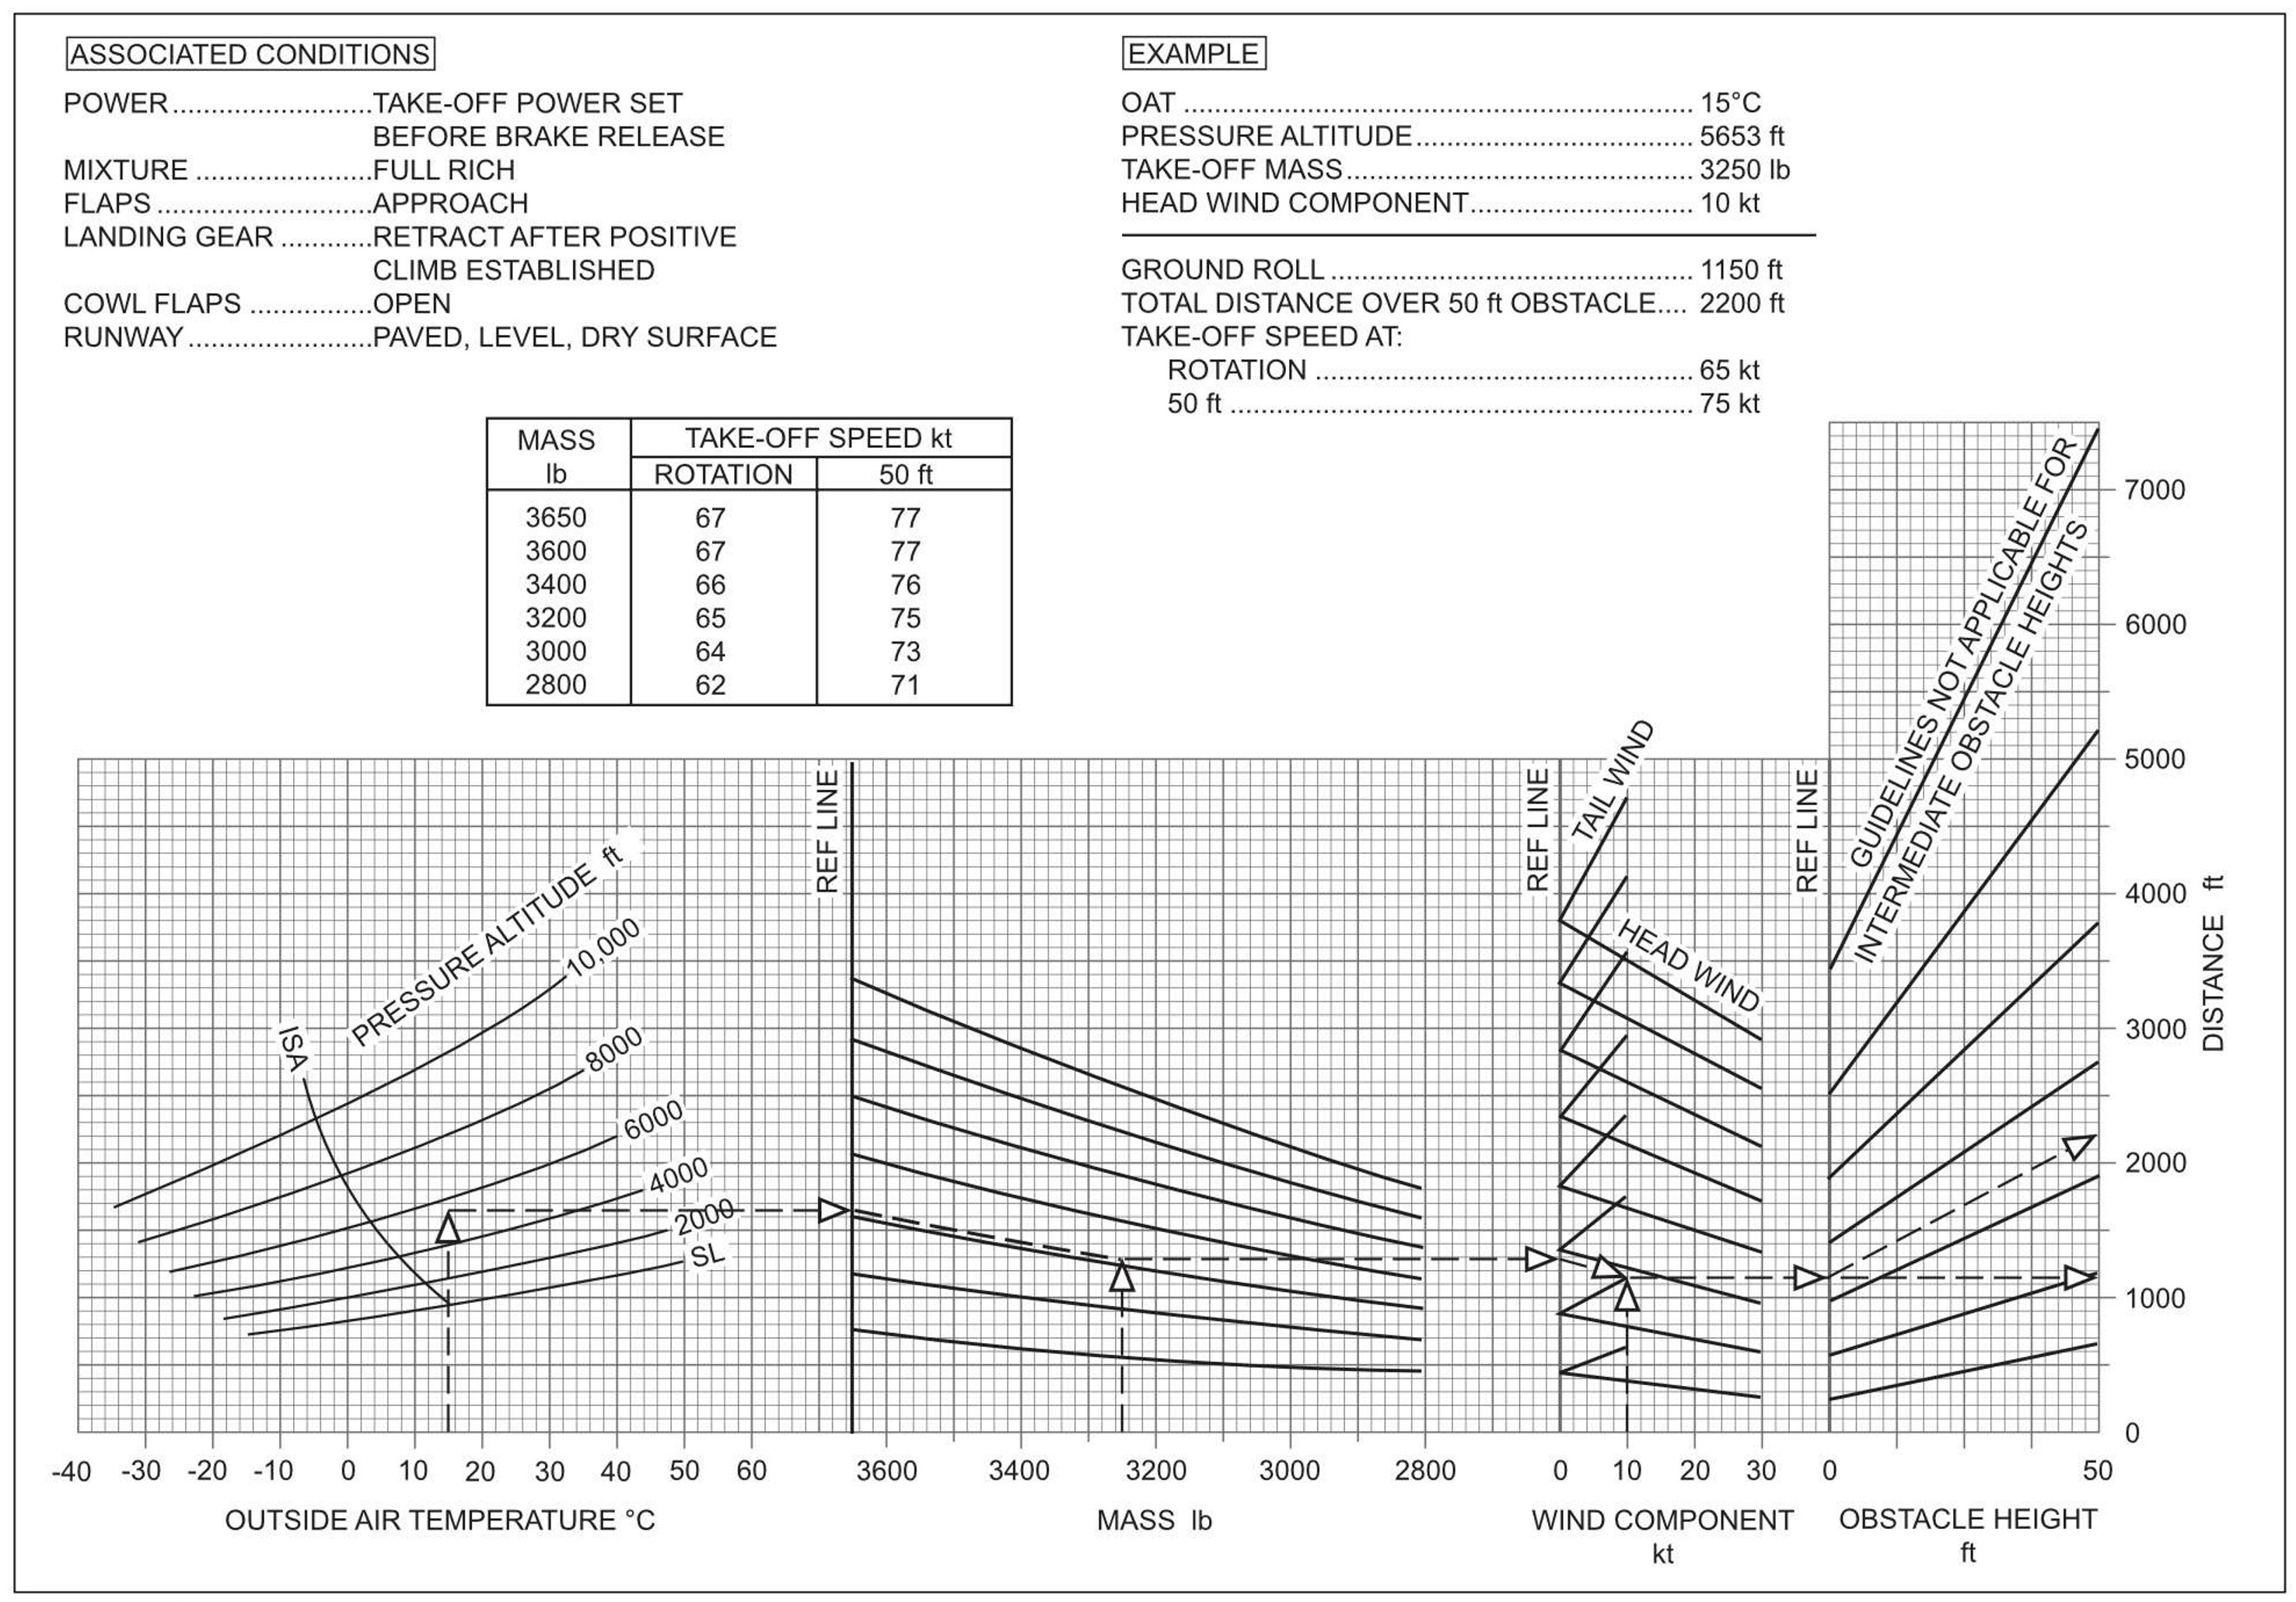 ASSOCIATED CONDITIONS
POWER.........................TAKE-OFF POWER SET
BEFORE BRAKE RELEASE
MIXTURE ......................FULL RICH
FLAPS ...........................APPROACH
LANDING GEAR ............RETRACT AFTER POSITIVE
CLIMB ESTABLISHED
COWL FLAPS ................OPEN
RUNWAY.......................PAVED, LEVEL, DRY SURFACE
EXAMPLE
OAT ................................................................. 15°C
PRESSURE ALTITUDE................................... 5653 ft
TAKE-OFF MASS............................................ 3250 lb
HEAD WIND COMPONENT............................ 10 kt
GROUND ROLL .............................................. 1150 ft
TOTAL DISTANCE OVER 50 ft OBSTACLE.... 2200 ft
TAKE-OFF SPEED AT:
ROTATION ................................................ 65 kt
50 ft ........................................................... 75 kt
MASS lb TAKE-OFF SPEED kt
ROTATION 50 ft
3650 67 77
3600 67 77
3400 66 76
3200 65 75
3000 64 73
2800 62 71
PRESSURE ALTITUDE ft
10,000
8000
6000
4000
2000
SL
ISA
REF LINE
REF LINE
TAIL WIND
HEAD WIND
REF LINE
GUIDELINES NOT APPLICABLE FOR
INTERMEDIATE OBSTACLE HEIGHTS
7000
6000
5000
4000
3000
2000
1000
0
DISTANCE ft
-40 -30 -20 -10 0 10 20 30 40 50 60
3600 3400 3200 3000 2800
0 10 20 30
0 50
OUTSIDE AIR TEMPERATURE °C
MASS lb
WIND COMPONENT
kt
OBSTACLE HEIGHT
ft